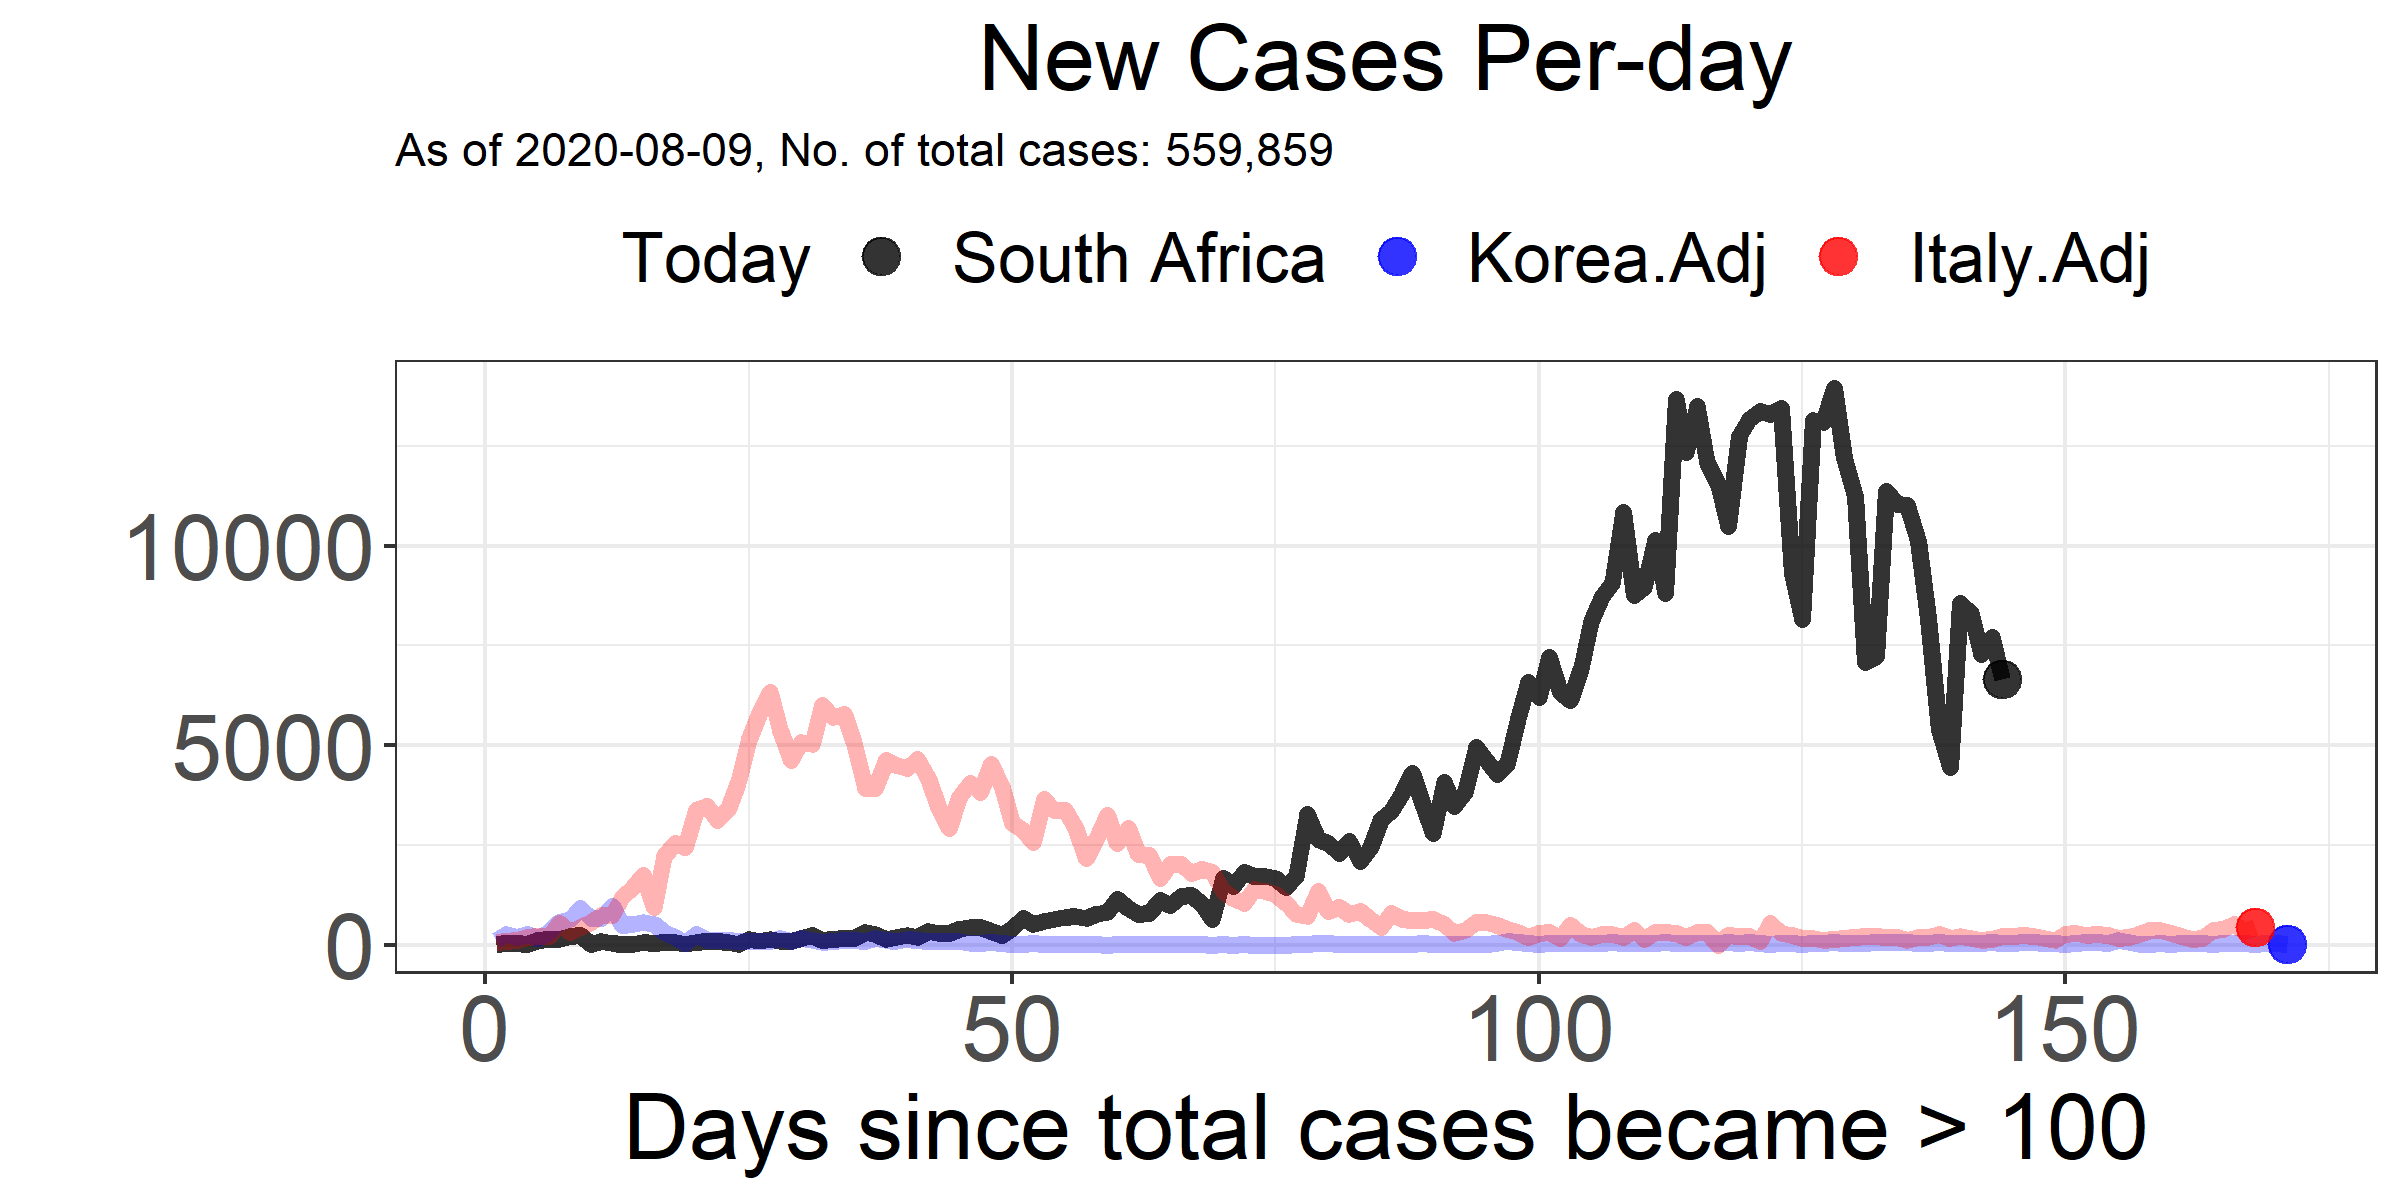 New Cases Per-day
As of 2020-08-09, No. of total cases: 559,859
Today South Africa Korea.Adj Italy.Adj
10000
5000
0
0 50 100 150
Days since total cases became > 100